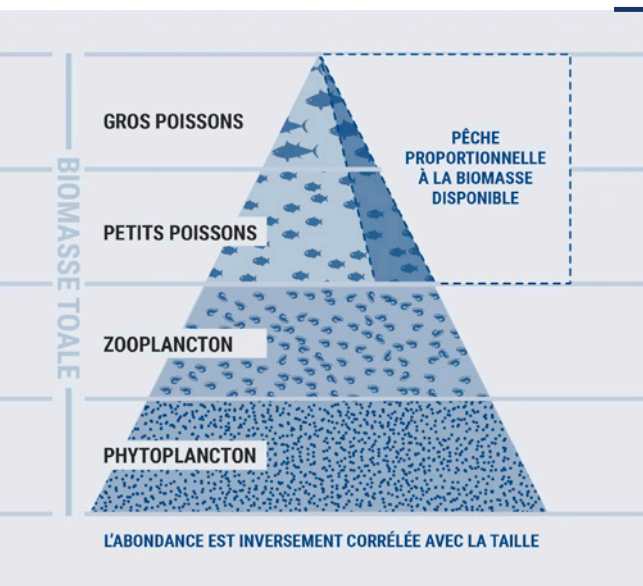 GROS POISSONS
PÊCHE
PROPORTIONNELLE
À LA BIOMASSE
DISPONIBLE
BIOMASSE TOALE
PETITS POISSONS
ZOOPLANCTON
PHYTOPLANCTON
L'ABONDANCE EST INVERSEMENT CORRÉLÉE AVEC LA TAILLE